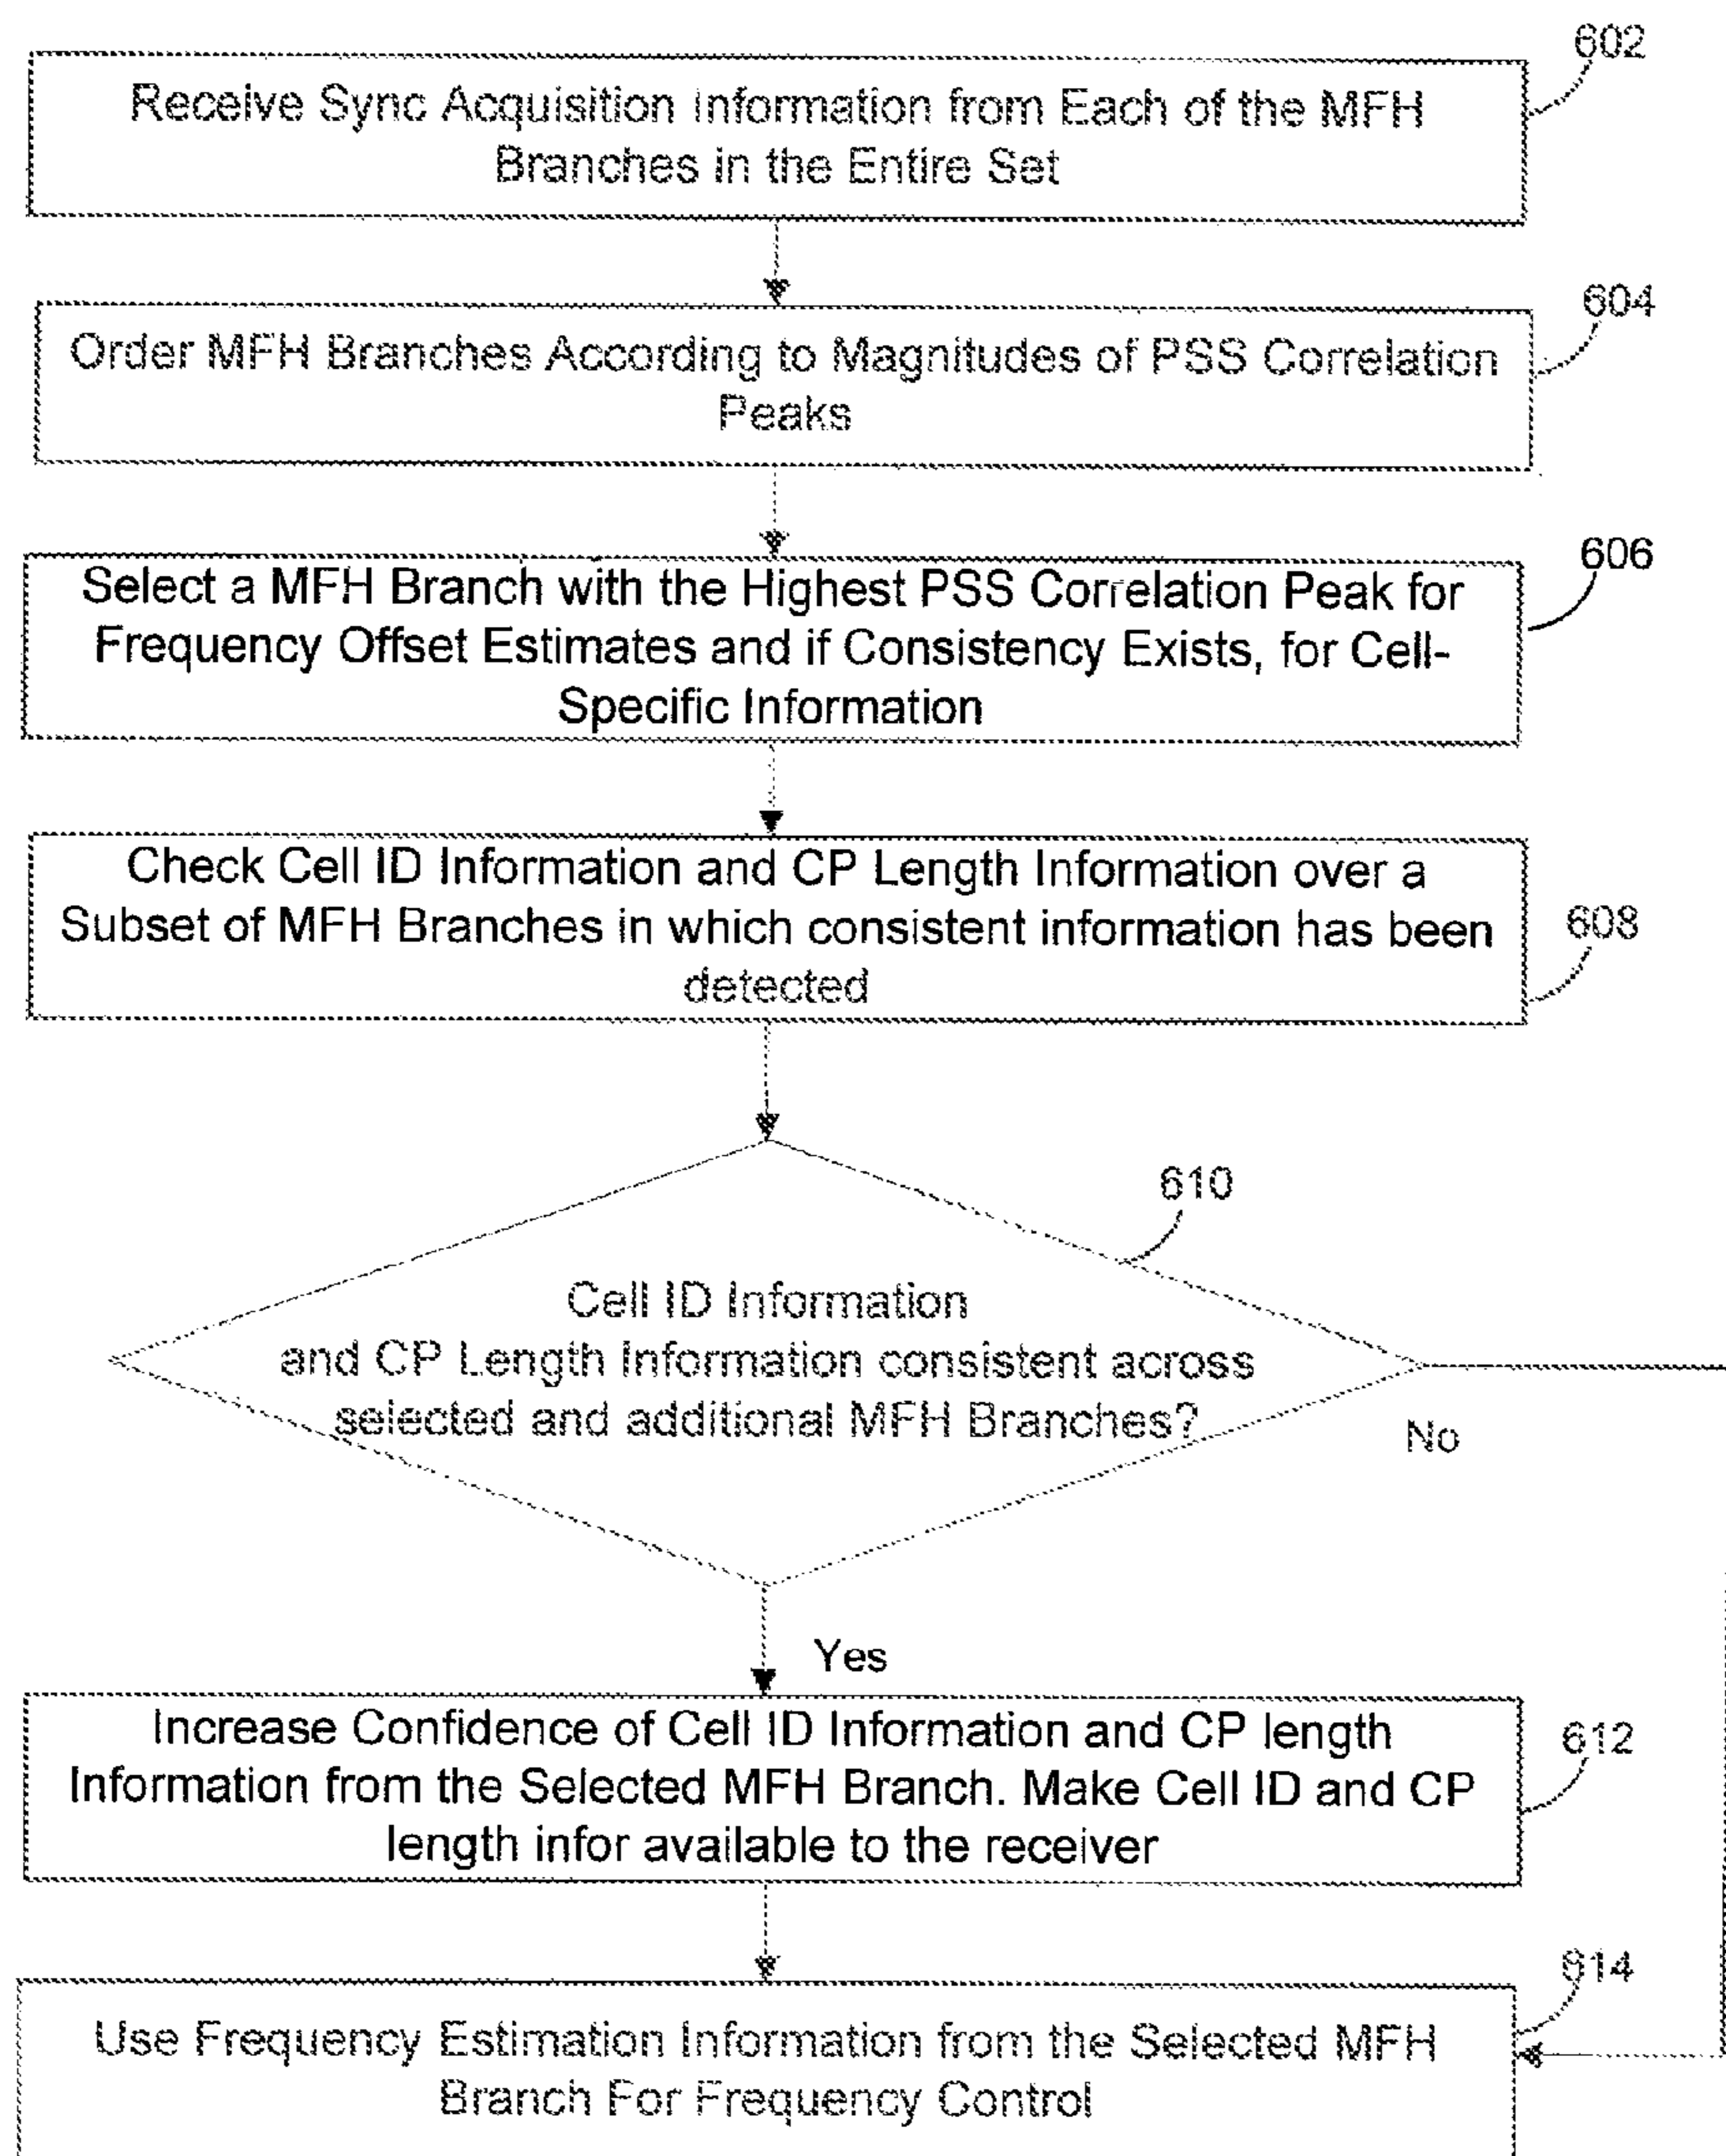 602
Receive Sync Acquisition Information from Each of the MFH
Branches in the Entire Set
604
Order MFH Branches According to Magnitudes of PSS Correlation
Peaks
606
Select a MFH Branch with the Highest PSS Correlation Peak for
Frequency Offset Estimates and if Consistency Exists, for Cell-
Specific Information
Check Cell ID Information and CP Length Information over a
Subset of MFH Branches in which consistent information has been
detected
608
610
Cell ID Information
and CP Length Information consistent across
selected and additional MFH Branches?
No
Yes
Increase Confidence of Cell ID Information and CP length
Information from the Selected MFH Branch. Make Cell ID and CP
length infor available to the receiver
612
614
Use Frequency Estimation Information from the Selected MFH
Branch For Frequency Control